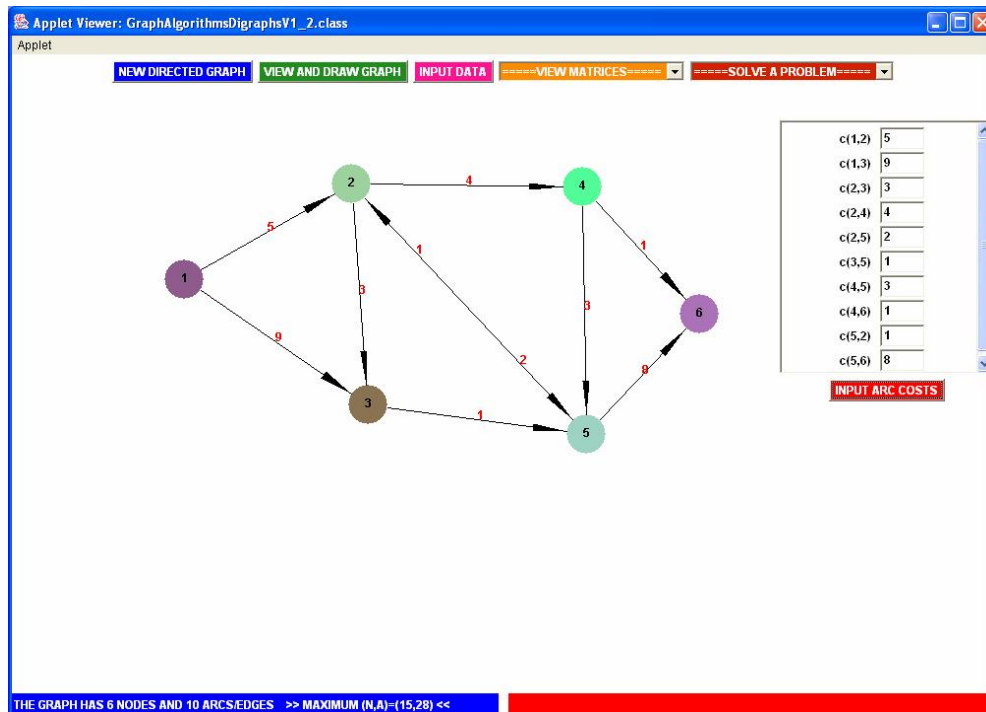 Applet Viewer: GraphAlgorithmsDigraphsV1_2.class
Applet
NEW DIRECTED GRAPH VIEW AND DRAW GRAPH INPUT DATA =====VIEW MATRICES===== =====SOLVE A PROBLEM=====
c(1,2) 5
c(1,3) 9
c(2,3) 3
c(2,4) 4
c(2,5) 2
c(3,5) 1
c(4,5) 3
c(4,6) 1
c(5,2) 1
c(5,6) 8
INPUT ARC COSTS
2
4
4
5
1
1
1
3
3
6
9
2
8
3
1
5
THE GRAPH HAS 6 NODES AND 10 ARCS/EDGES >> MAXIMUM (N,A)=(15,28) <<